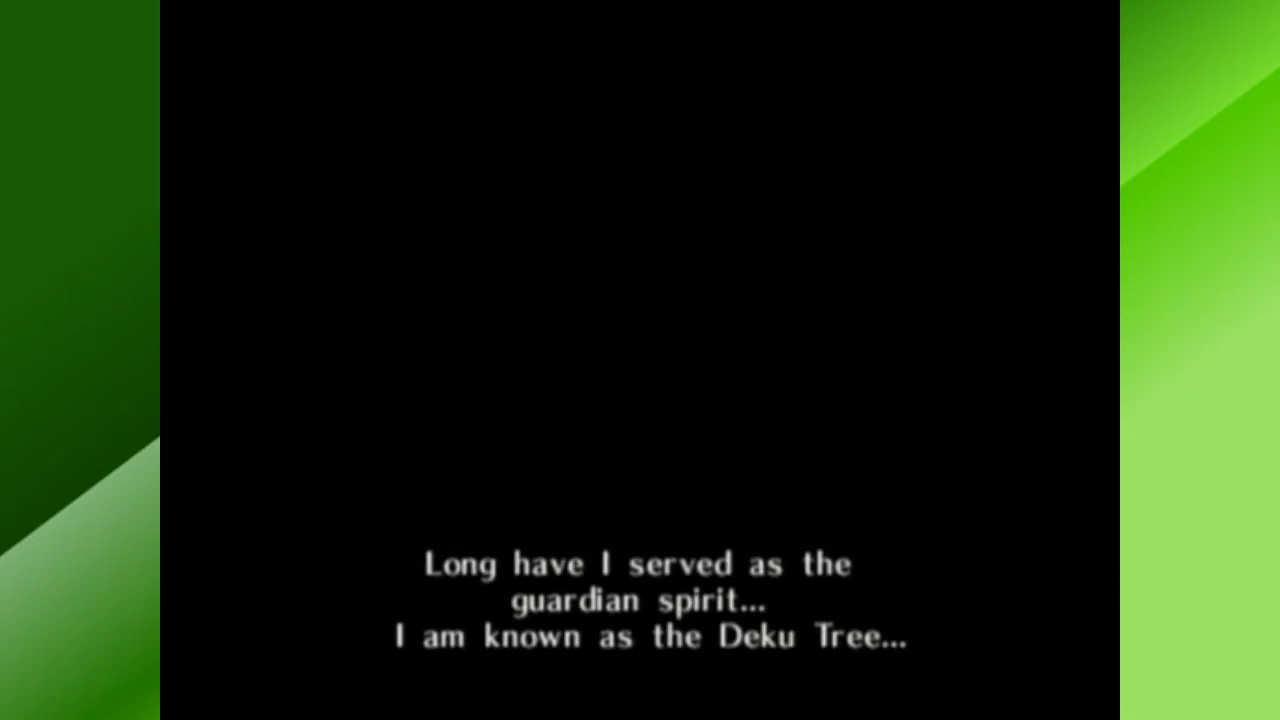 Long have I served as the
guardian spirit...
I am known as the Deku Tree...